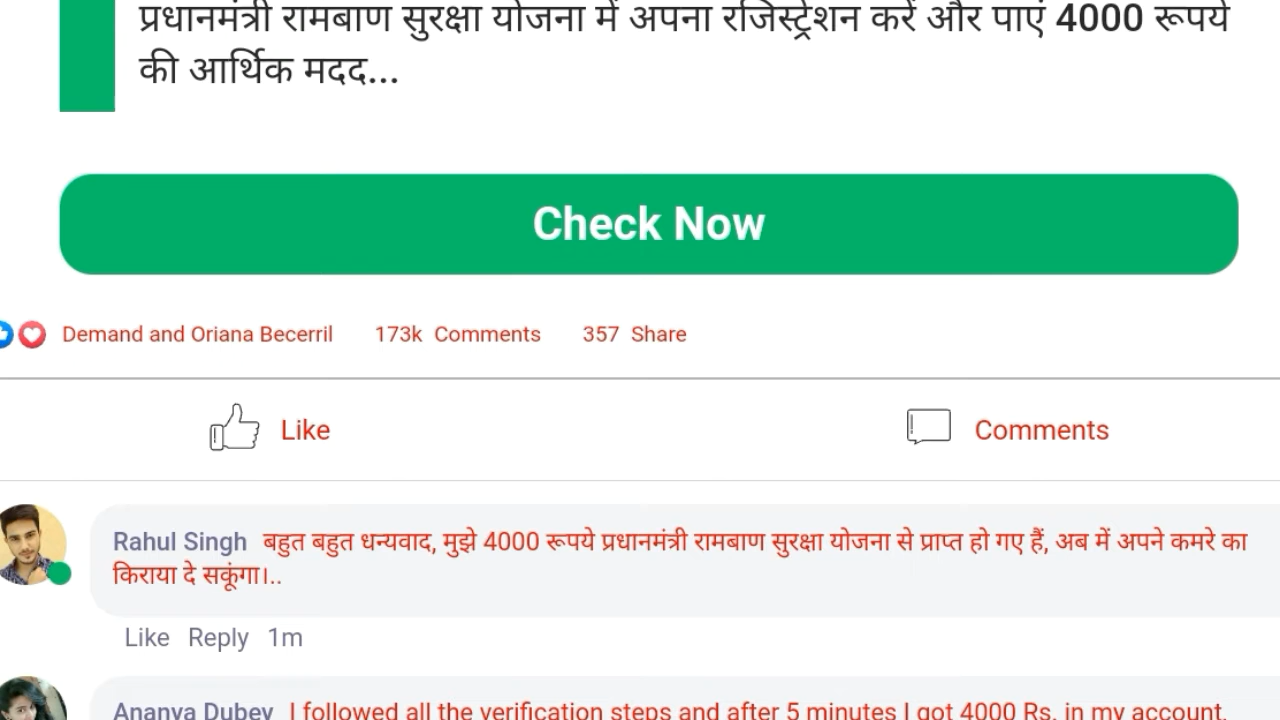 प्रधानमंत्री रामबाण सुरक्षा योजना में अपना रजिस्ट्रेशन करें और पाएं 4000 रूपये
की आर्थिक मदद...
Check Now
Demand and Oriana Becerril 173k Comments 357 Share
Like Comments
Rahul Singh बहुत बहुत धन्यवाद, मुझे 4000 रूपये प्रधानमंत्री रामबाण सुरक्षा योजना से प्राप्त हो गए हैं, अब में अपने कमरे का
किराया दे सकूंगा।..
Like Reply 1m
Ananya Dubey I followed all the verification steps and after 5 minutes I got 4000 Rs. in my account.